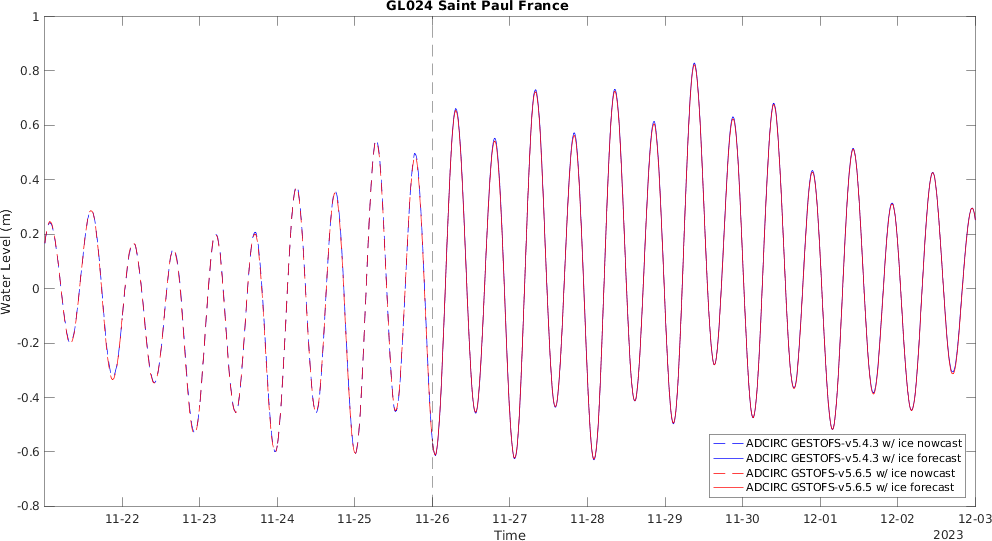 GL024 Saint Paul France
1
0.8
0.6
0.4
0.2
0
-0.2
-0.4
-0.6
-0.8
Water Level (m)
ADCIRC GESTOFS-v5.4.3 w/ ice nowcast
ADCIRC GESTOFS-v5.4.3 w/ ice forecast
ADCIRC GSTOFS-v5.6.5 w/ ice nowcast
ADCIRC GSTOFS-v5.6.5 w/ ice forecast
11-22 11-23 11-24 11-25 11-26 11-27 11-28 11-29 11-30 12-01 12-02 12-03
Time
2023